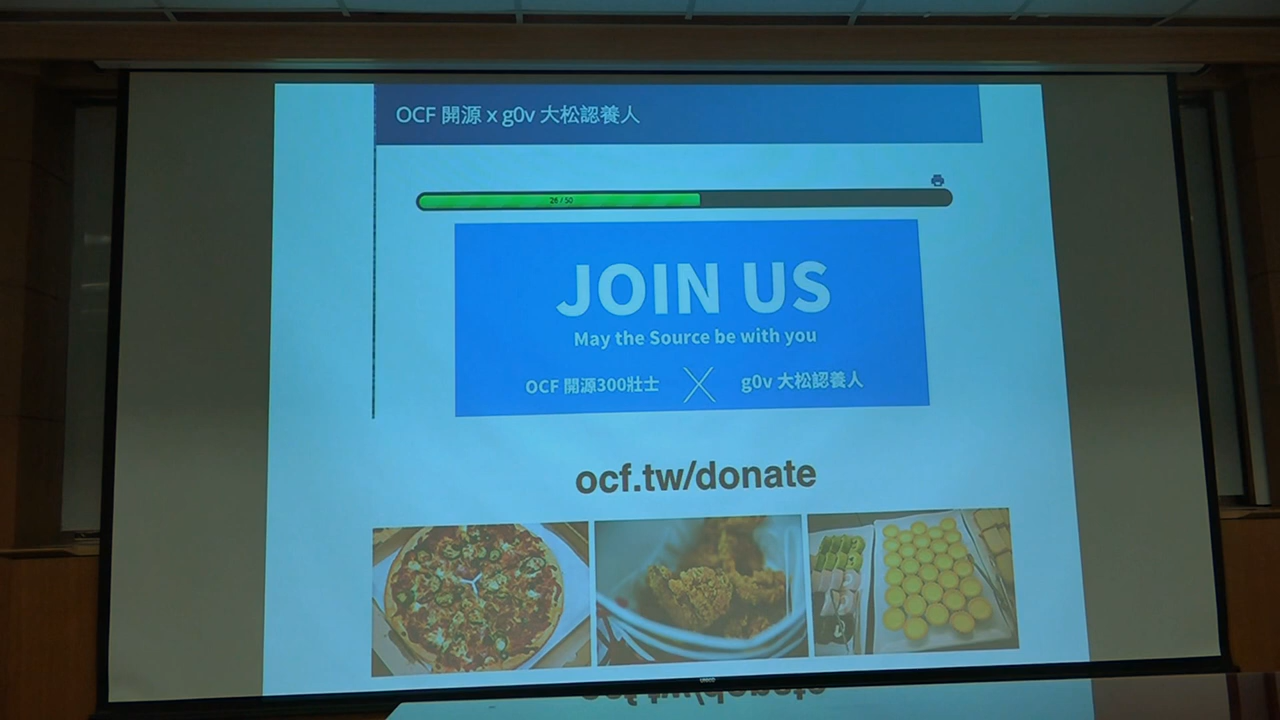 OCF 開源 x g0v 大松認養人
26 / 50
JOIN US
May the Source be with you
OCF 開源300壯士
g0v 大松認養人
ocf.tw/donate